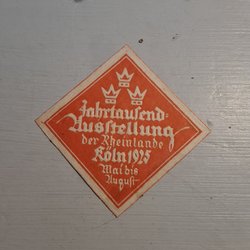 Jahrtausend-
Ausstellung
der Rheinlande
Köln 1925
Mai bis
August